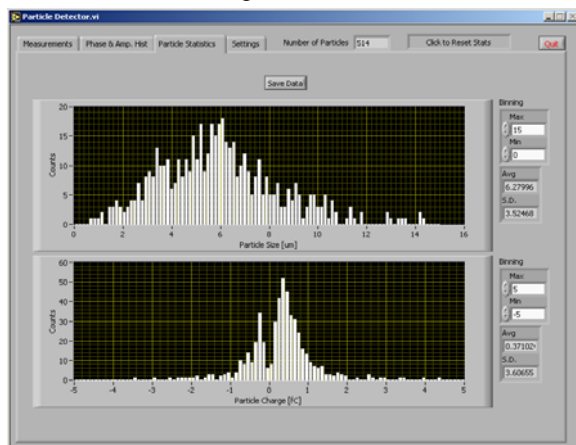 Particle Detector.vi
Measurements Phase & Amp. Hist Particle Statistics Settings Number of Particles 514 Click to Reset Stats Quit
Save Data
20
15
10
5
0
Counts
0 2 4 6 8 10 12 14 16
Particle Size [um]
Binning
Max
15
Min
0
Avg
6.27996
S.D.
3.52468
60
50
40
30
20
10
0
Counts
-5 -4 -3 -2 -1 0 1 2 3 4 5
Particle Charge [fC]
Binning
Max
5
Min
-5
Avg
S.D.
3.60655